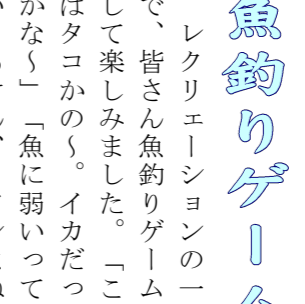 魚釣りゲーム
レクリエーションの一
で、皆さん魚釣りゲーム
して楽しみました。「こ
はタコかの～。イカだっ
かな～」「魚に弱いって